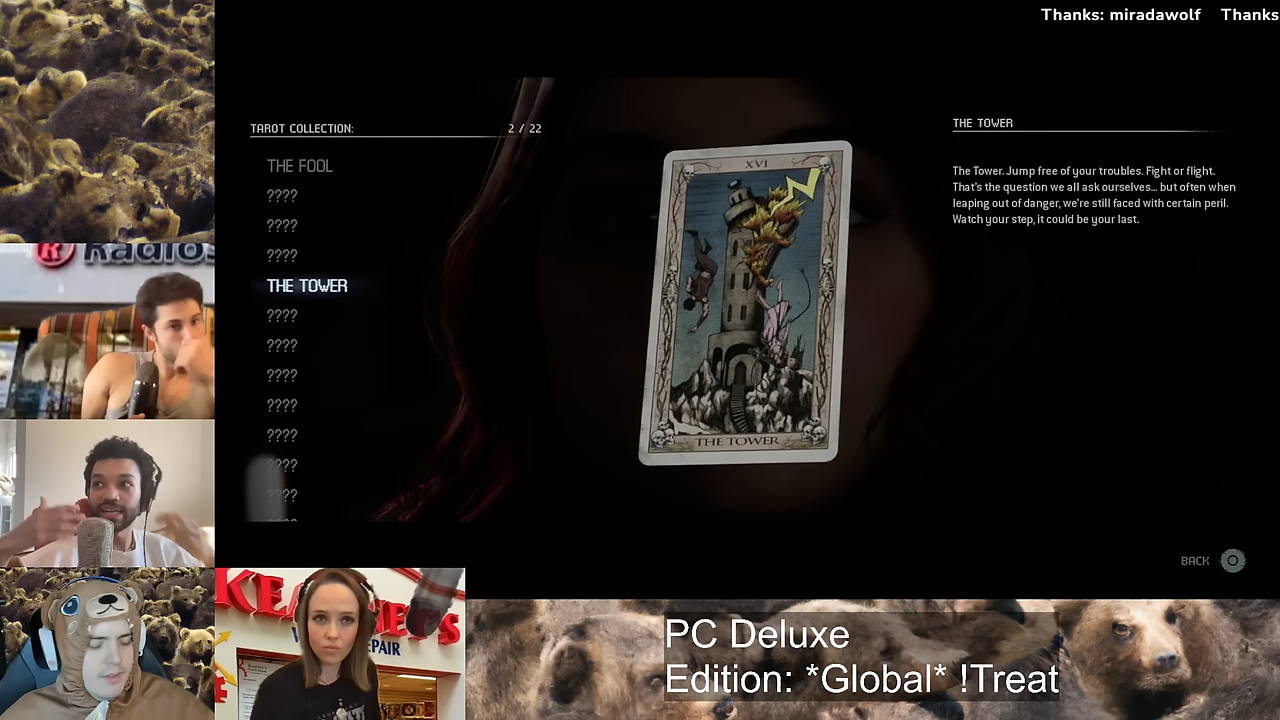 Thanks: miradawolf Thanks
TAROT COLLECTION: 2 / 22
THE FOOL
????
????
????
THE TOWER
????
????
????
????
????
????
????
THE TOWER
The Tower. Jump free of your troubles. Fight or flight.
That's the question we all ask ourselves... but often when
leaping out of danger, we're still faced with certain peril.
Watch your step, it could be your last.
XVI
THE TOWER
BACK
R Radios
PAIR
PC Deluxe
Edition: *Global* !Treat